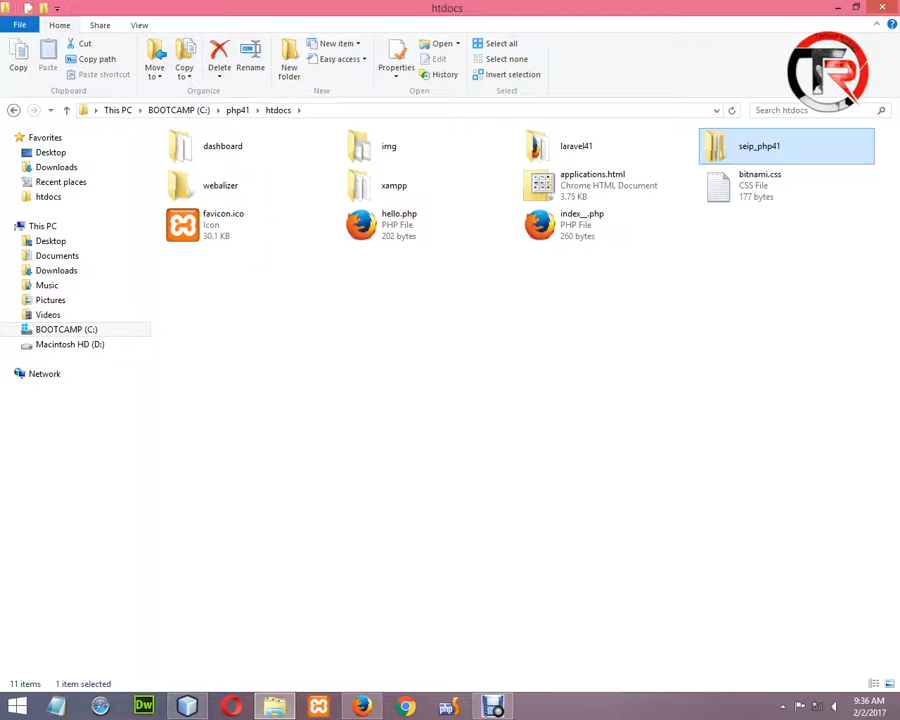 htdocs
File
Home
Share
View
Copy
Paste
Cut
Copy path
Paste shortcut
Clipboard
Move to
Copy to
Delete
Rename
Organize
New folder
New item
Easy access
New
Properties
Open
Edit
History
Open
Select all
Select none
Invert selection
Select
TR
This PC
BOOTCAMP (C:)
php41
htdocs
Search htdocs
Favorites
Desktop
Downloads
Recent places
htdocs
This PC
Desktop
Documents
Downloads
Music
Pictures
Videos
BOOTCAMP (C:)
Macintosh HD (D:)
Network
dashboard
img
laravel41
seip_php41
webalizer
xampp
applications.html
Chrome HTML Document
3.75 KB
bitnami.css
CSS File
177 bytes
favicon.ico
Icon
30.1 KB
hello.php
PHP File
202 bytes
index__.php
PHP File
260 bytes
11 items
1 item selected
Dw
php
9:36 AM
2/2/2017